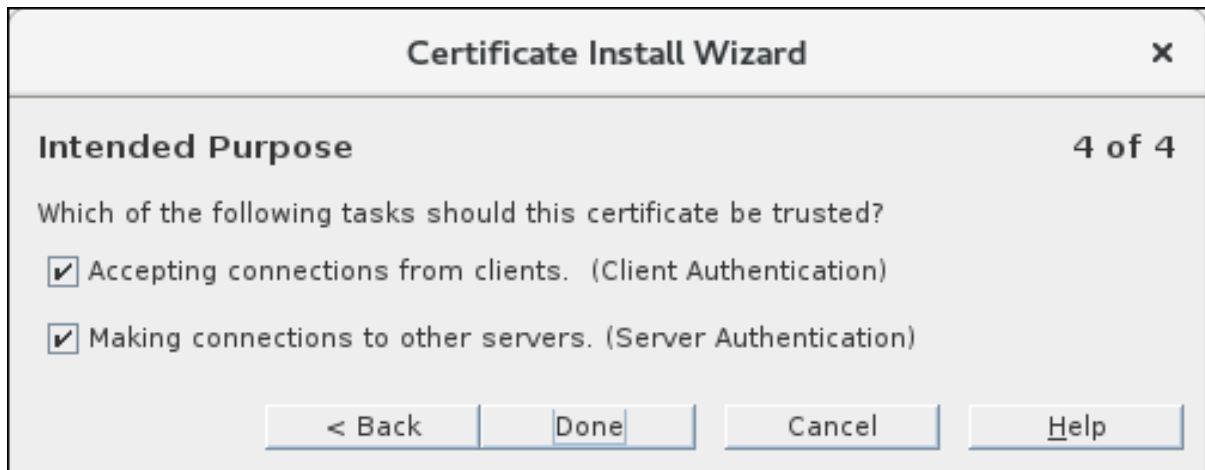 Certificate Install Wizard ×
Intended Purpose 4 of 4
Which of the following tasks should this certificate be trusted?
✔ Accepting connections from clients.  (Client Authentication)
✔ Making connections to other servers. (Server Authentication)
< Back Done Cancel Help